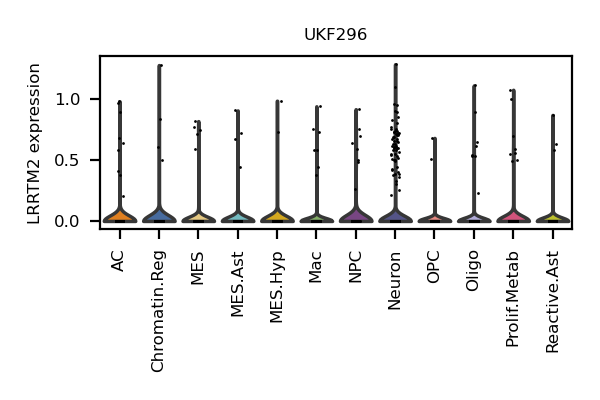 UKF296
LRRTM2 expression
1.0
0.5
0.0
AC
Chromatin.Reg
MES
MES.Ast
MES.Hyp
Mac
NPC
Neuron
OPC
Oligo
Prolif.Metab
Reactive.Ast